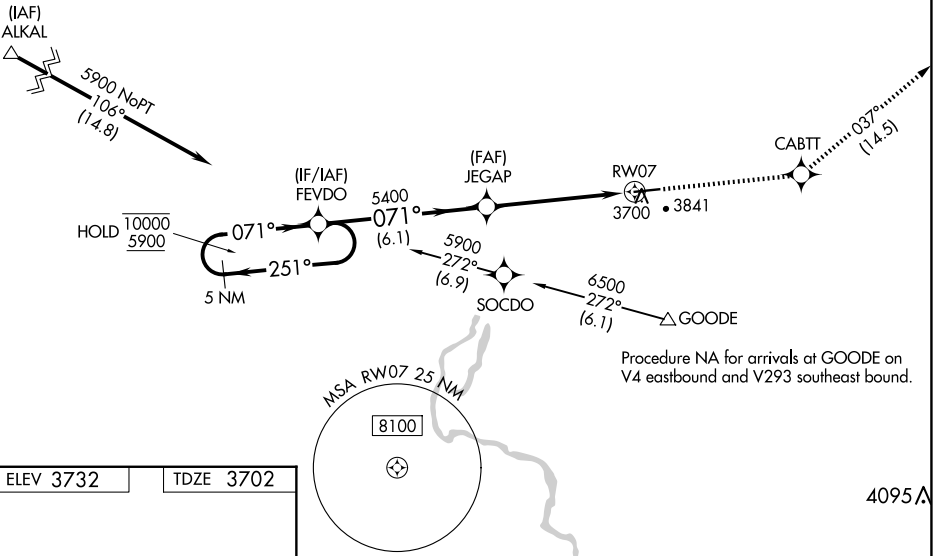 (IAF)
ALKAL
5900 NoPT
106°
(14.8)
(IF/IAF)
FEVDO
HOLD 10000
5900
071°
251°
5 NM
5400
071°
(6.1)
(FAF)
JEGAP
RW07
3700
3841
CABTT
037°
(14.5)
5900
272°
(6.9)
SOCDO
6500
272°
(6.1)
GOODE
Procedure NA for arrivals at GOODE on
V4 eastbound and V293 southeast bound.
MSA RW07 25 NM
8100
ELEV 3732
TDZE 3702
4095